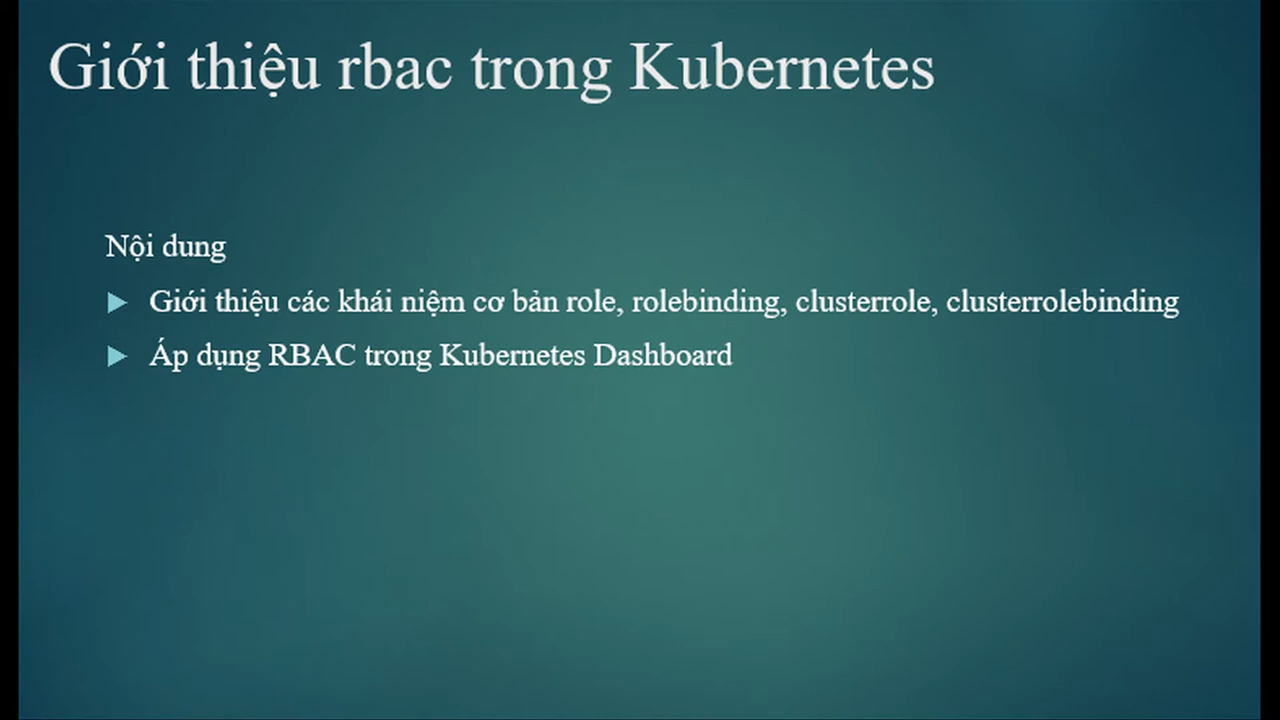 Giới thiệu rbac trong Kubernetes
Nội dung
Giới thiệu các khái niệm cơ bản role, rolebinding, clusterrole, clusterrolebinding
Áp dụng RBAC trong Kubernetes Dashboard